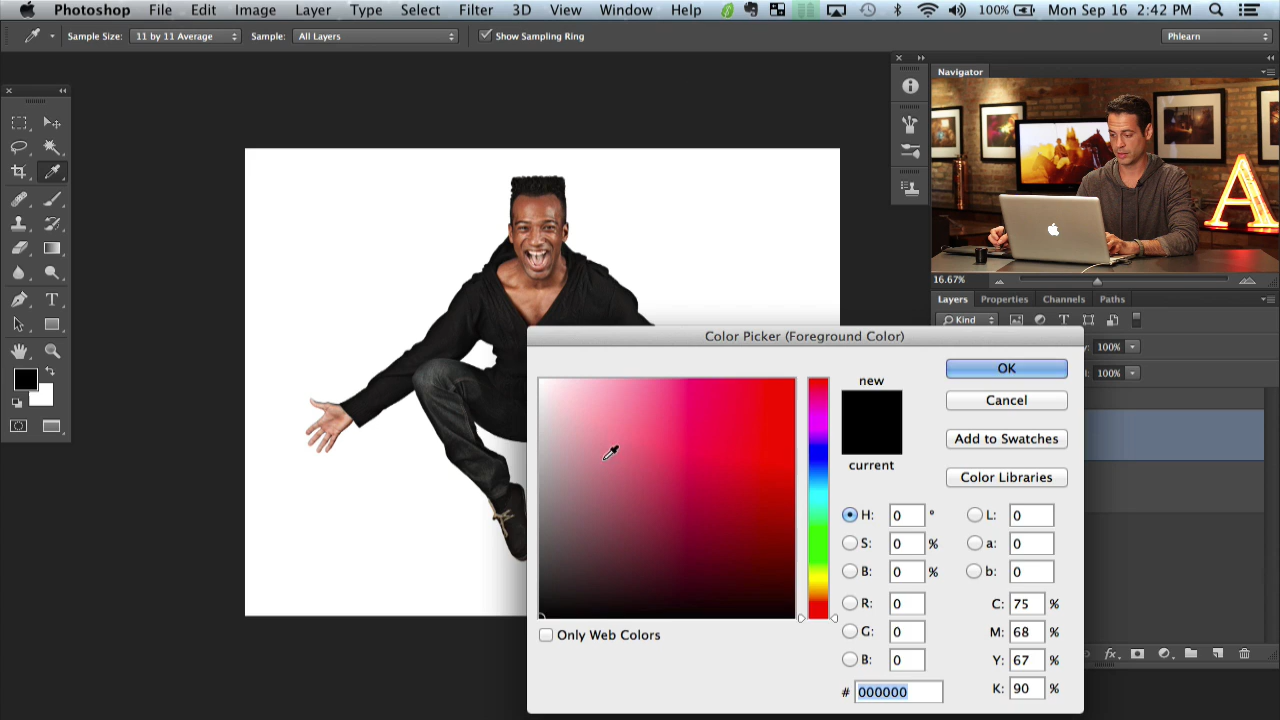 Photoshop File Edit Image Layer Type Select Filter 3D View Window Help 100% Mon Sep 16 2:42 PM
Sample Size: 11 by 11 Average Sample: All Layers Show Sampling Ring Phlearn
Navigator
A
16.67%
Layers Properties Channels Paths
Kind
100%
100%
Color Picker (Foreground Color)
new
current
OK
Cancel
Add to Swatches
Color Libraries
H: 0 ° L: 0
S: 0 % a: 0
B: 0 % b: 0
R: 0 C: 75 %
G: 0 M: 68 %
B: 0 Y: 67 %
# 000000 K: 90 %
Only Web Colors
fx